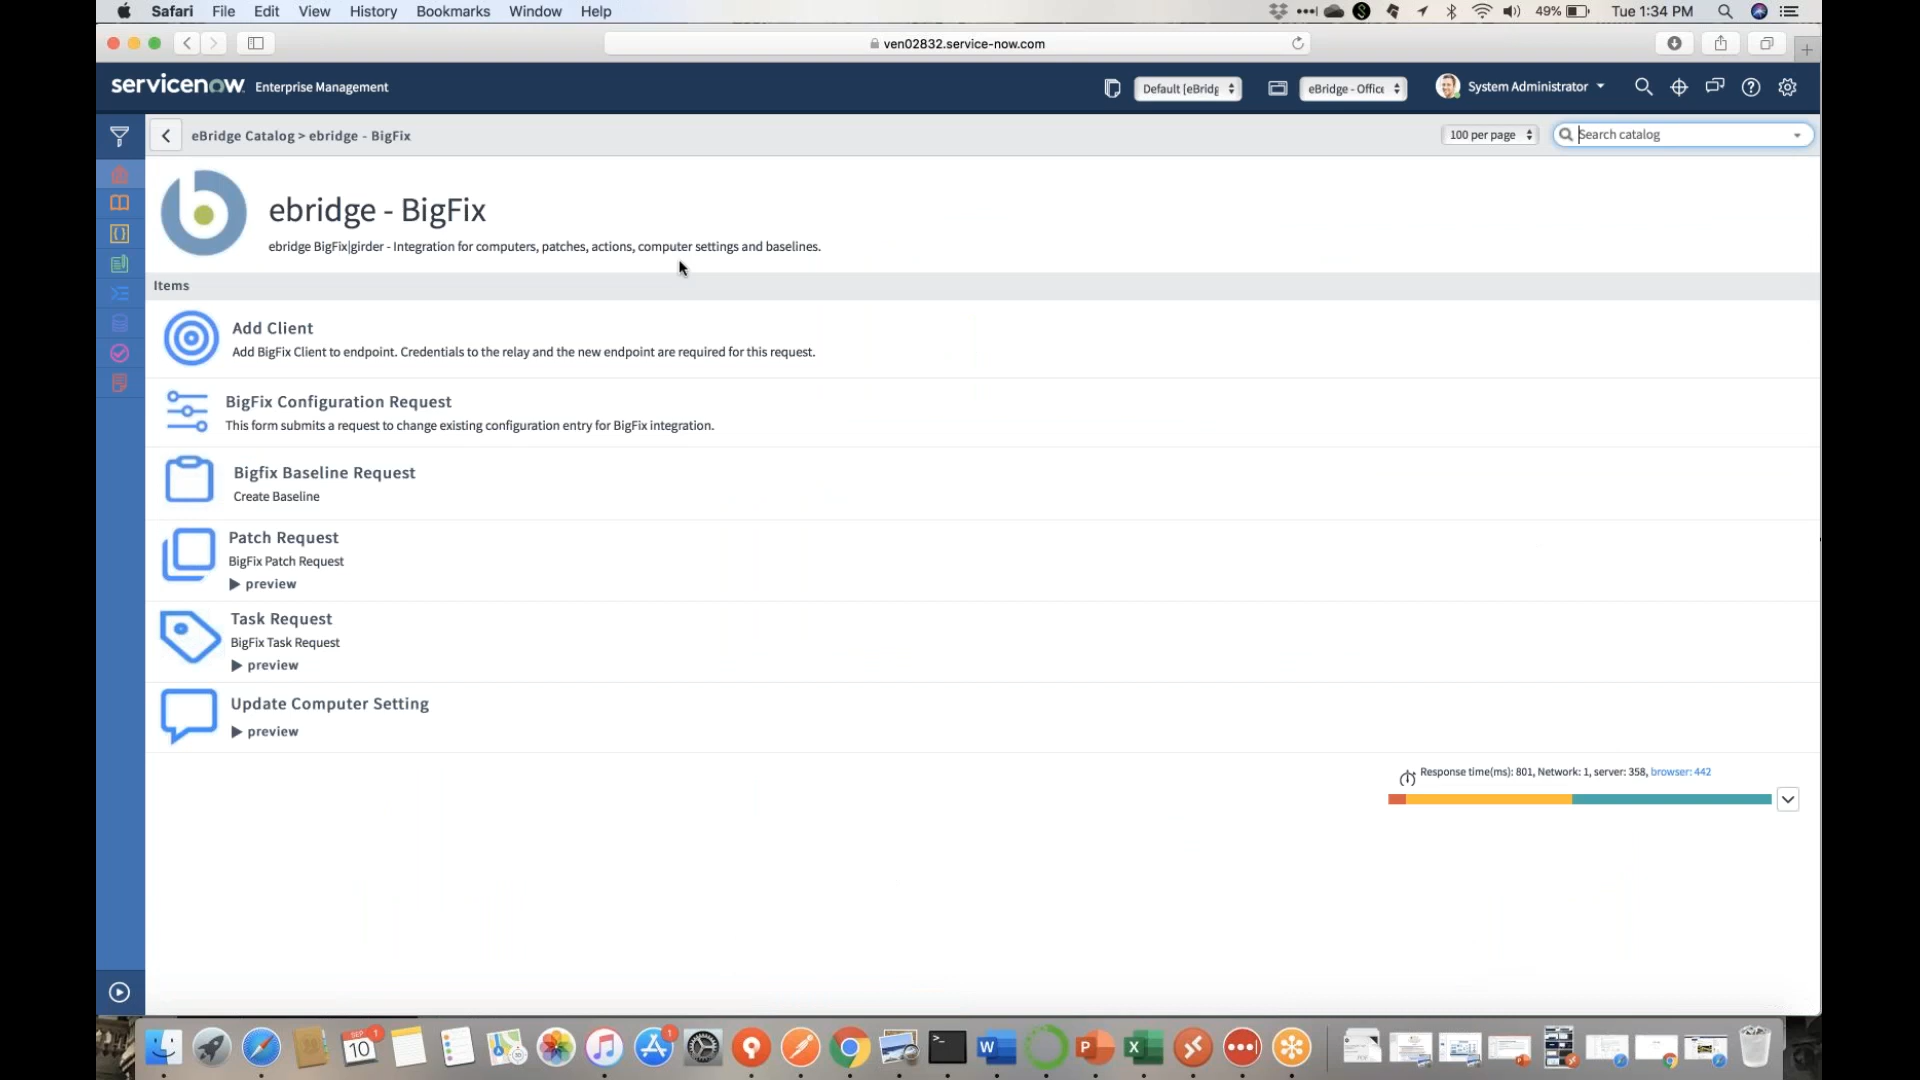 Safari File Edit View History Bookmarks Window Help
49% Tue 1:34 PM
ven02832.service-now.com
servicenow Enterprise Management
Default [eBridg
eBridge - Office
System Administrator
eBridge Catalog > ebridge - BigFix
100 per page
Search catalog
ebridge - BigFix
ebridge BigFix|girder - Integration for computers, patches, actions, computer settings and baselines.
Items
Add Client
Add BigFix Client to endpoint. Credentials to the relay and the new endpoint are required for this request.
BigFix Configuration Request
This form submits a request to change existing configuration entry for BigFix integration.
Bigfix Baseline Request
Create Baseline
Patch Request
BigFix Patch Request
preview
Task Request
BigFix Task Request
preview
Update Computer Setting
preview
Response time(ms): 801, Network: 1, server: 358, browser: 442
SEP
10
1
1
W
P
X